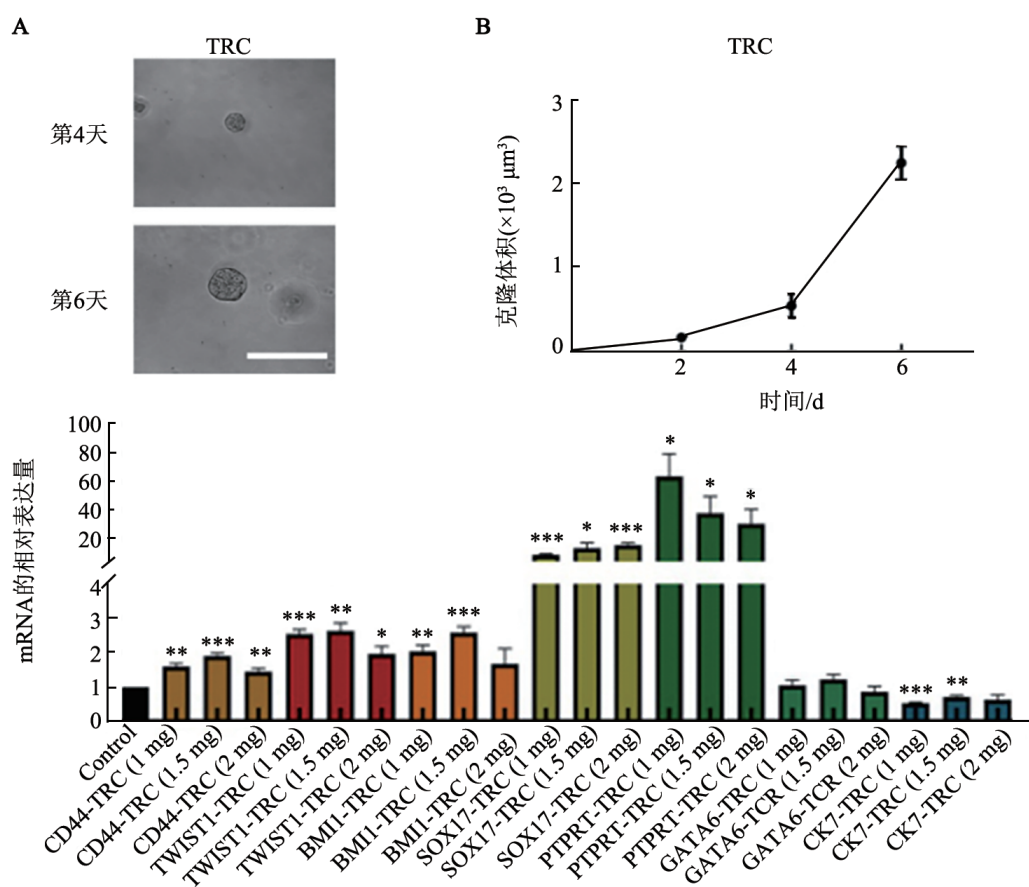 A
B
TRC
TRC
第4天
第6天
克隆体积(×10³ μm³)
3
2
1
0
2
4
6
时间/d
mRNA的相对表达量
100
80
60
40
20
4
3
2
1
0
**
***
**
***
**
*
**
***
***
*
***
*
*
*
***
**
Control
CD44-TRC (1 mg)
CD44-TRC (1.5 mg)
CD44-TRC (2 mg)
TWIST1-TRC (1 mg)
TWIST1-TRC (1.5 mg)
TWIST1-TRC (2 mg)
BMI1-TRC (1 mg)
BMI1-TRC (1.5 mg)
BMI1-TRC (2 mg)
SOX17-TRC (1 mg)
SOX17-TRC (1.5 mg)
SOX17-TRC (2 mg)
PTPRT-TRC (1 mg)
PTPRT-TRC (1.5 mg)
PTPRT-TRC (2 mg)
GATA6-TRC (1 mg)
GATA6-TCR (1.5 mg)
GATA6-TCR (2 mg)
CK7-TRC (1 mg)
CK7-TRC (1.5 mg)
CK7-TRC (2 mg)